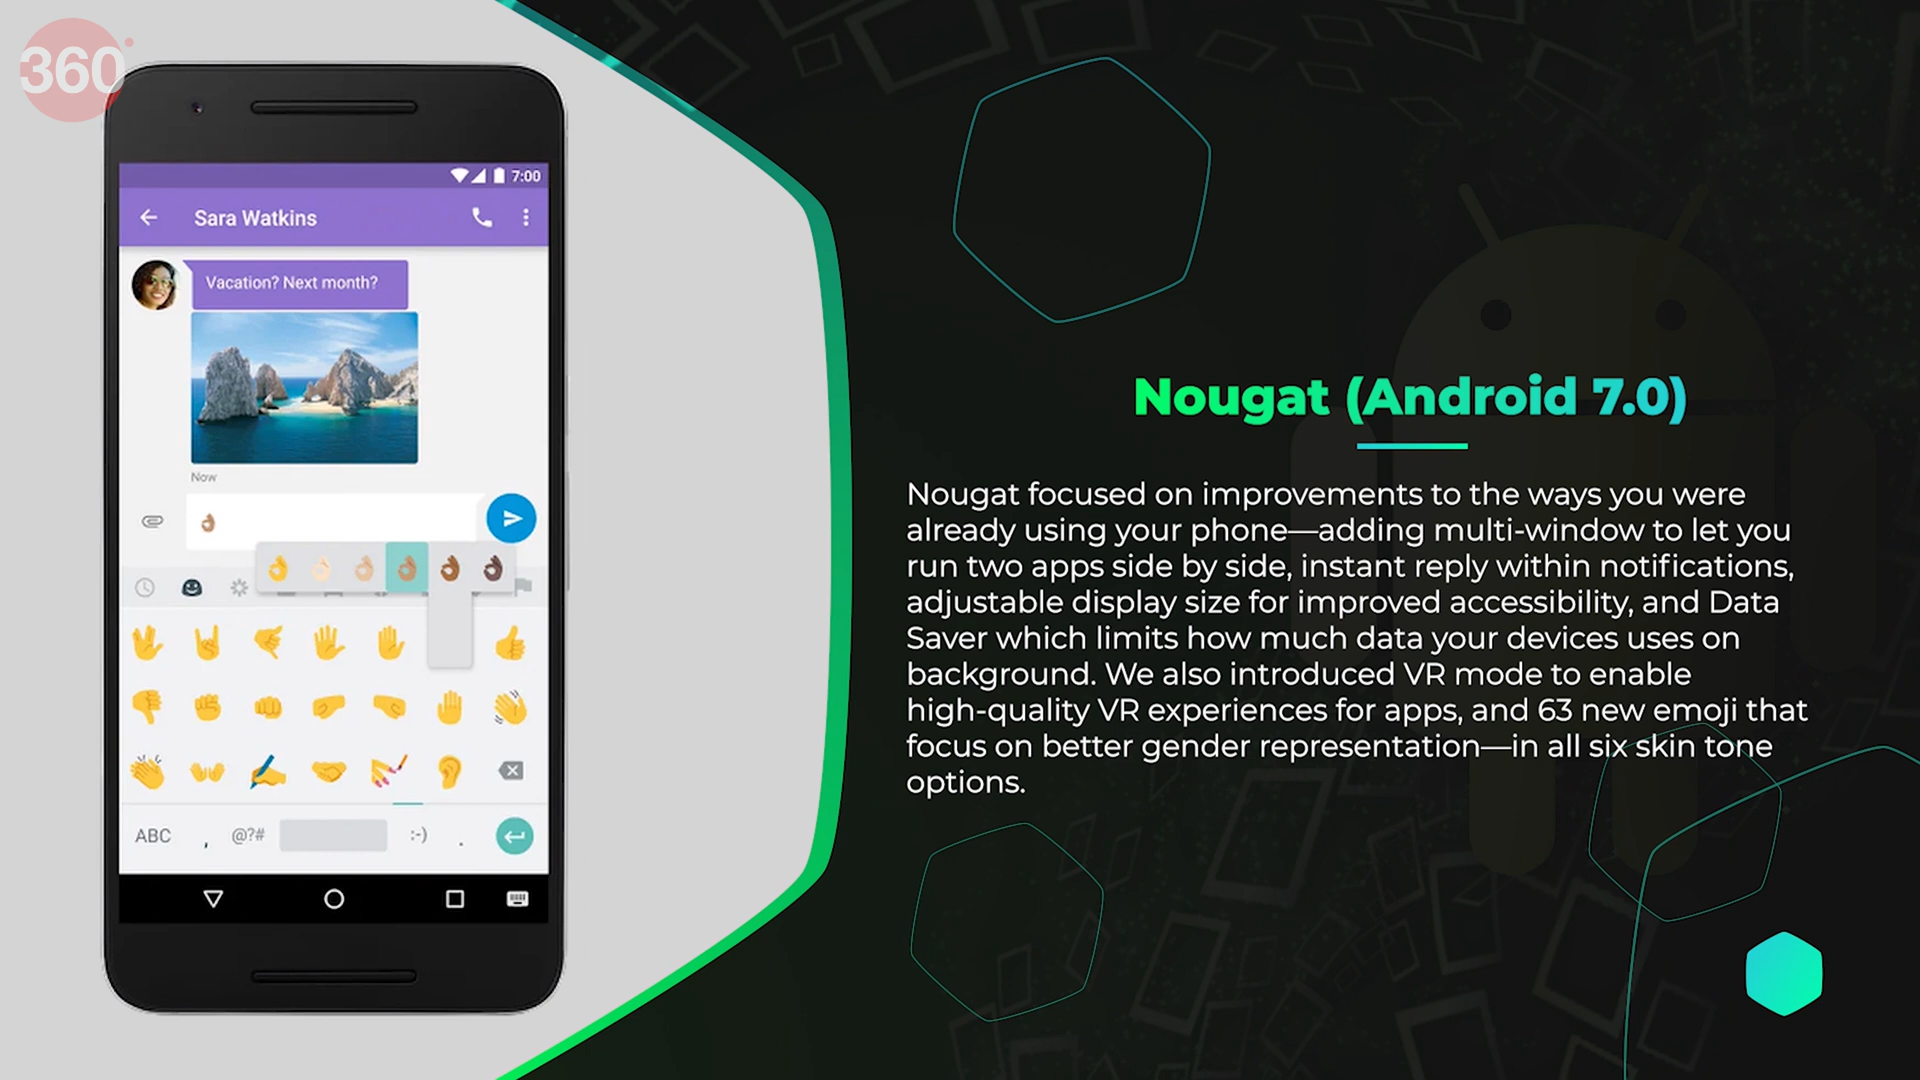 360
7:00
Sara Watkins
Vacation? Next month?
Now
ABC , @?# :-) .
Nougat (Android 7.0)
Nougat focused on improvements to the ways you were
already using your phone—adding multi-window to let you
run two apps side by side, instant reply within notifications,
adjustable display size for improved accessibility, and Data
Saver which limits how much data your devices uses on
background. We also introduced VR mode to enable
high-quality VR experiences for apps, and 63 new emoji that
focus on better gender representation—in all six skin tone
options.